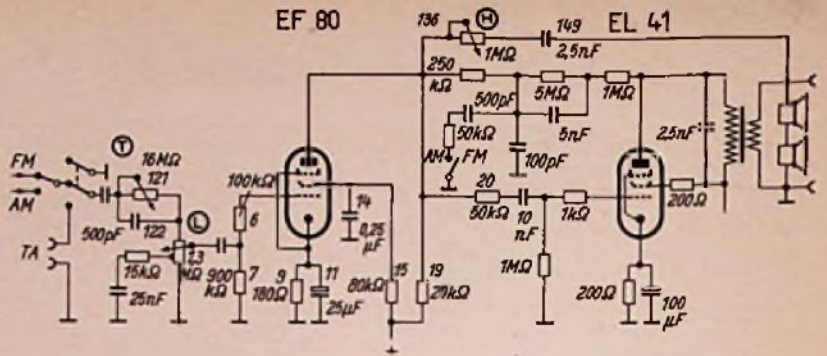 EF 80
136
H
149
EL 41
1MΩ
2,5nF
250
kΩ
500pF
5MΩ
1MΩ
T
50kΩ
5nF
2,5nF
FM
16MΩ
AM
FM
100pF
121
100kΩ
14
20
200Ω
AM
6
0,25
µF
50kΩ
10
nF
1kΩ
500pF
122
L
TA
1,3
MΩ
15kΩ
900
kΩ
7
9
11
15
19
1MΩ
180Ω
80kΩ
20kΩ
200Ω
100
µF
25nF
25µF
+